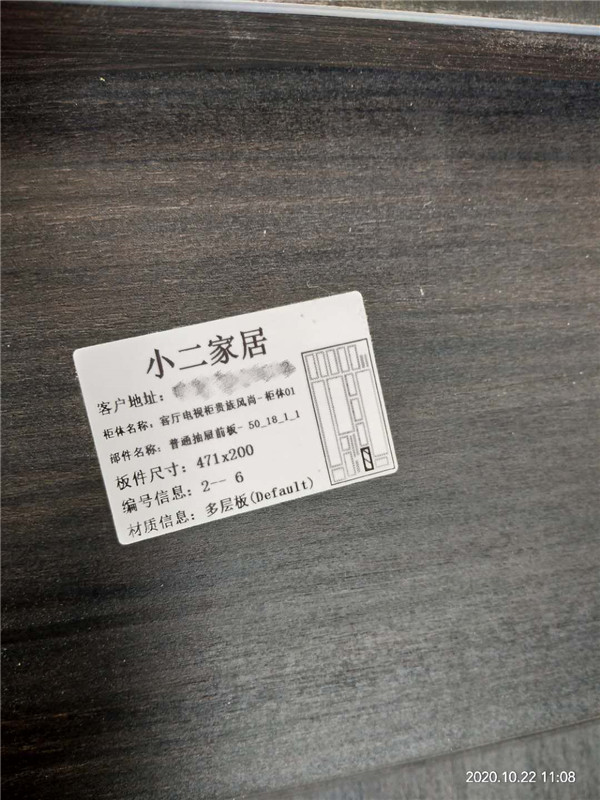 小二家居
客户地址：
柜体名称：客厅电视柜贵族风尚-柜体01
部件名称：普通抽屉前板-50_18_1_1
板件尺寸：471x200
编号信息：2-- 6
材质信息：多层板(Default)
2020.10.22 11:08